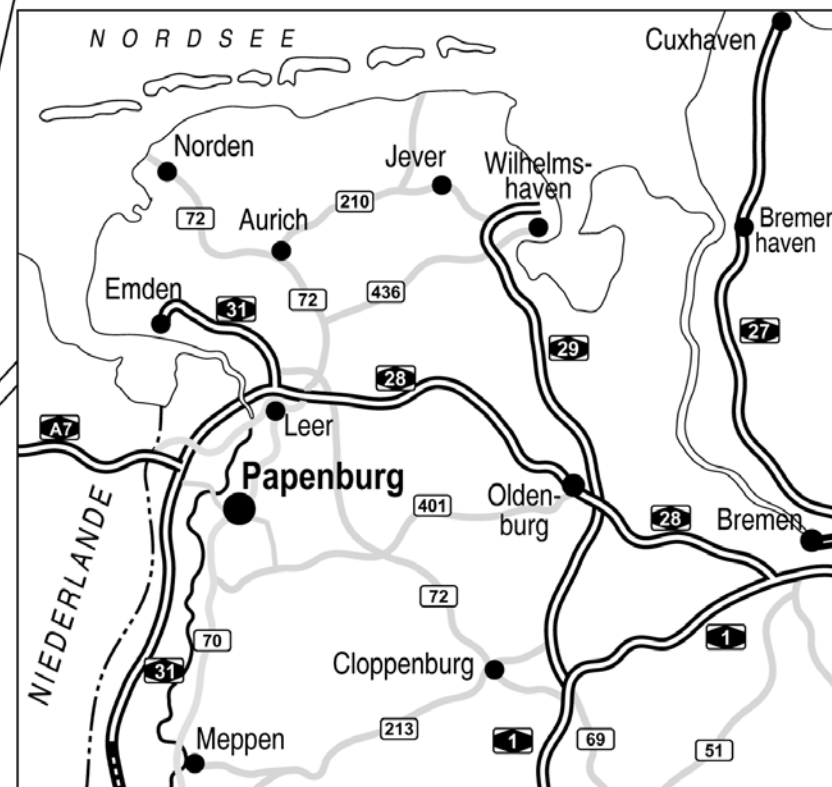 NORDSEE
Cuxhaven
Norden
Jever
Wilhelms-
haven
210
72
Aurich
Bremer
haven
Emden
31
72
436
27
29
28
A7
Leer
Papenburg
Olden-
burg
401
28
Bremen
NIEDERLANDE
72
70
1
31
Cloppenburg
213
Meppen
1
69
51